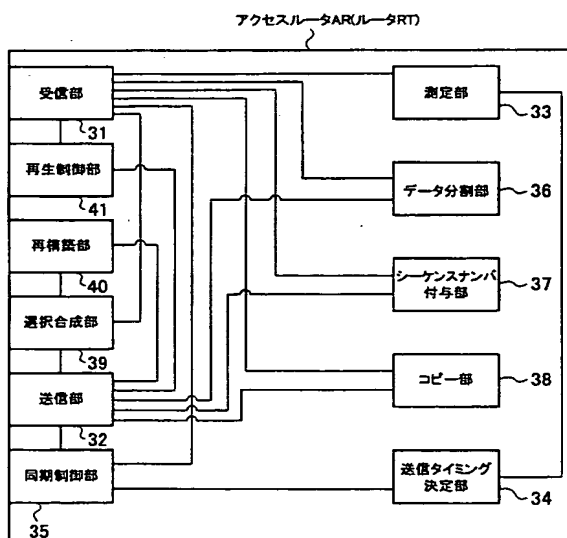 アクセスルータAR(ルータRT)
受信部
31
再生制御部
41
再構築部
40
選択合成部
39
送信部
32
同期制御部
35
測定部
33
データ分割部
36
シーケンスナンバ
付与部
37
コピー部
38
送信タイミング
決定部
34